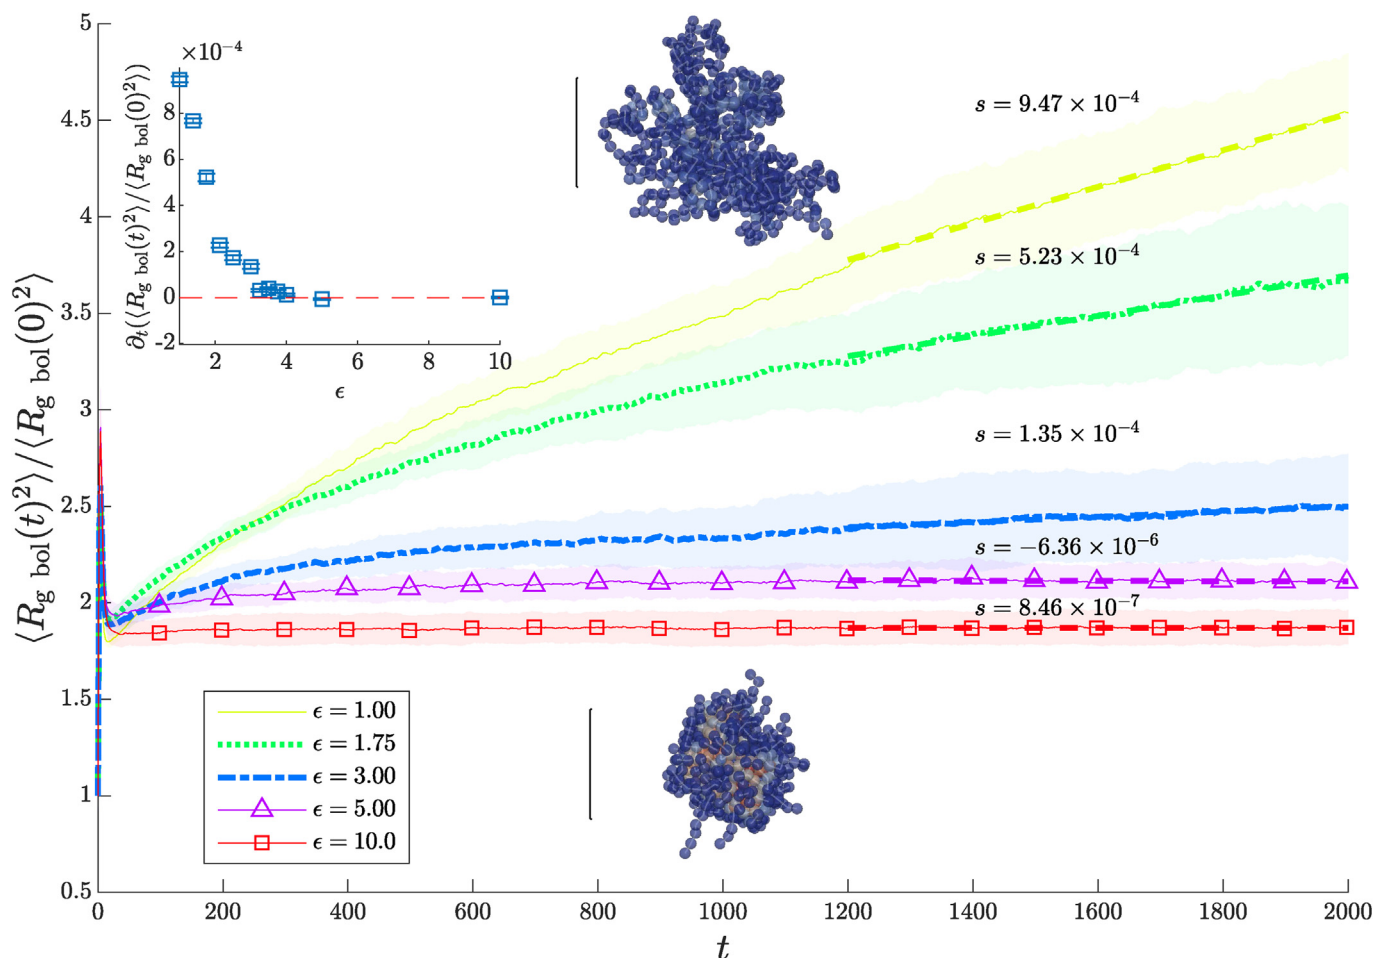 5
4.5
4
3.5
3
2.5
2
1.5
1
0.5
⟨R_{g bol}(t)^2⟩/⟨R_{g bol}(0)^2⟩
0 200 400 600 800 1000 1200 1400 1600 1800 2000
t
×10^{-4}
8
6
4
2
0
-2
∂_t(⟨R_{g bol}(t)^2⟩/⟨R_{g bol}(0)^2⟩)
2 4 6 8 10
ϵ
s = 9.47 × 10^{-4}
s = 5.23 × 10^{-4}
s = 1.35 × 10^{-4}
s = −6.36 × 10^{-6}
s = 8.46 × 10^{-7}
ϵ = 1.00
ϵ = 1.75
ϵ = 3.00
ϵ = 5.00
ϵ = 10.0